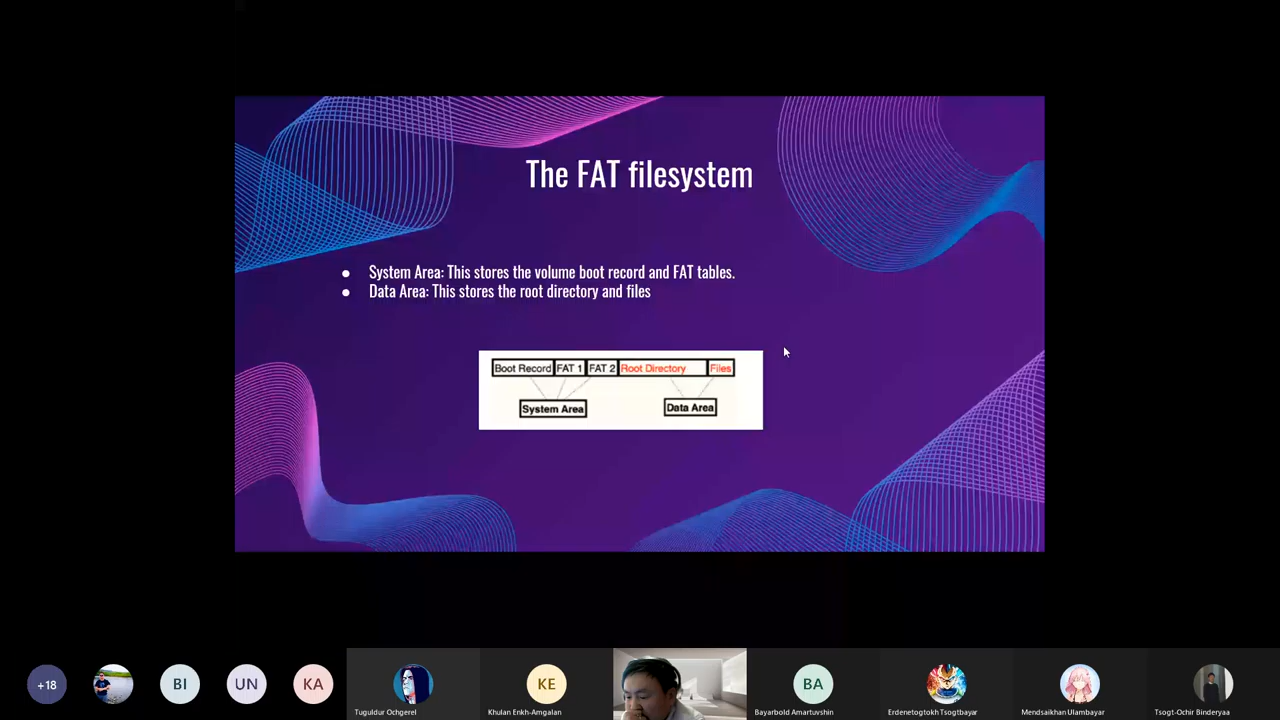 The FAT filesystem
● System Area: This stores the volume boot record and FAT tables.
● Data Area: This stores the root directory and files
Boot Record FAT 1 FAT 2 Root Directory Files
System Area Data Area
+18 BI UN KA KE BA
Tuguldur Ochgerel Khulan Enkh-Amgalan Bayarbold Amartuvshin Erdenetogtokh Tsogtbayar Mendsaikhan Ulambayar Tsogt-Ochir Binderyaa